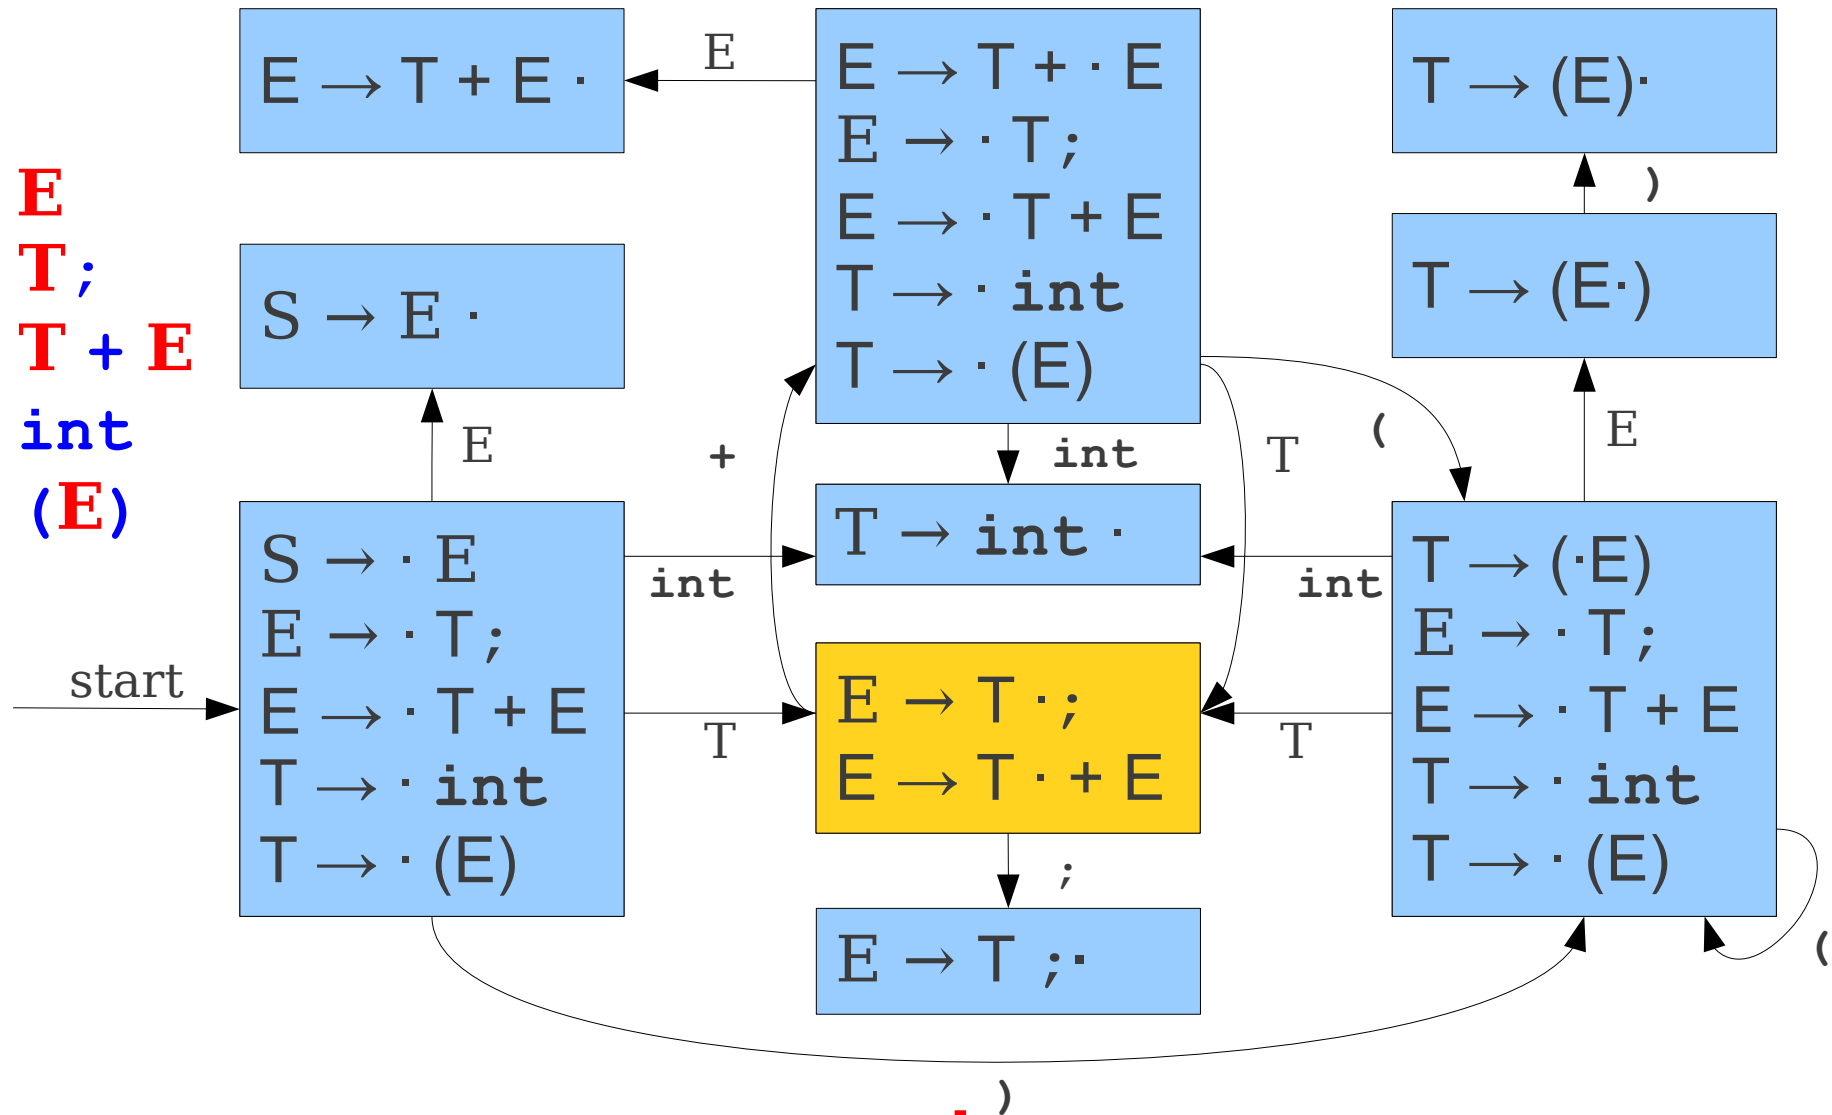 E
T ;
T + E
int
(E)
E → T + E ·
E
E → T + · E
E → · T ;
E → · T + E
T → · int
T → · (E)
T → (E)·
)
T → (E·)
S → E ·
E
+
int
T
(
E
start
S → · E
E → · T ;
E → · T + E
T → · int
T → · (E)
int
T → int ·
int
T
E → T · ;
E → T · + E
T
;
E → T ;·
T → (·E)
E → · T ;
E → · T + E
T → · int
T → · (E)
(
)